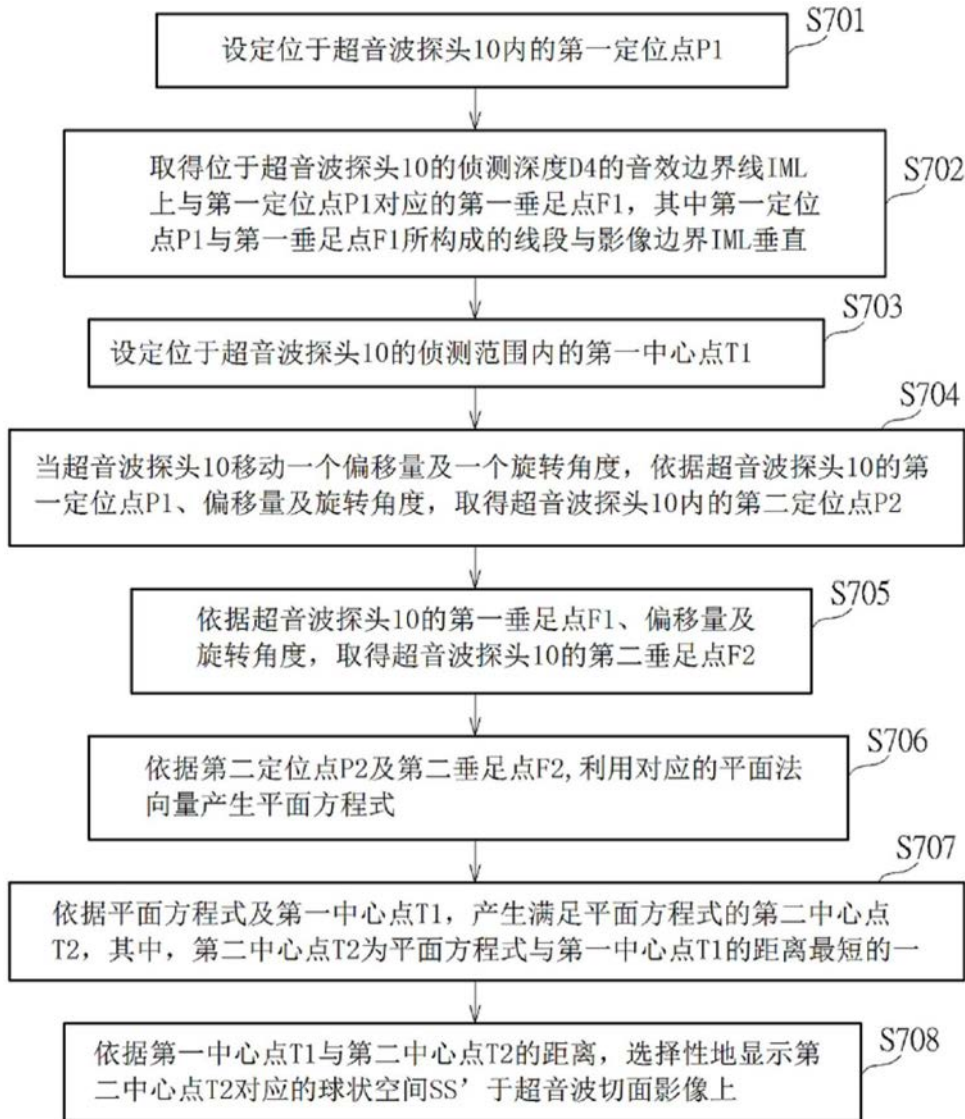 S701
设定位于超音波探头10内的第一定位点P1
S702
取得位于超音波探头10的侦测深度D4的音效边界线IML
上与第一定位点P1对应的第一垂足点F1，其中第一定位
点P1与第一垂足点F1所构成的线段与影像边界IML垂直
S703
设定位于超音波探头10的侦测范围内的第一中心点T1
S704
当超音波探头10移动一个偏移量及一个旋转角度，依据超音波探头10的第
一定位点P1、偏移量及旋转角度，取得超音波探头10内的第二定位点P2
S705
依据超音波探头10的第一垂足点F1、偏移量及
旋转角度，取得超音波探头10的第二垂足点F2
S706
依据第二定位点P2及第二垂足点F2,利用对应的平面法
向量产生平面方程式
S707
依据平面方程式及第一中心点T1，产生满足平面方程式的第二中心点
T2，其中，第二中心点T2为平面方程式与第一中心点T1的距离最短的一
S708
依据第一中心点T1与第二中心点T2的距离，选择性地显示第
二中心点T2对应的球状空间SS’于超音波切面影像上